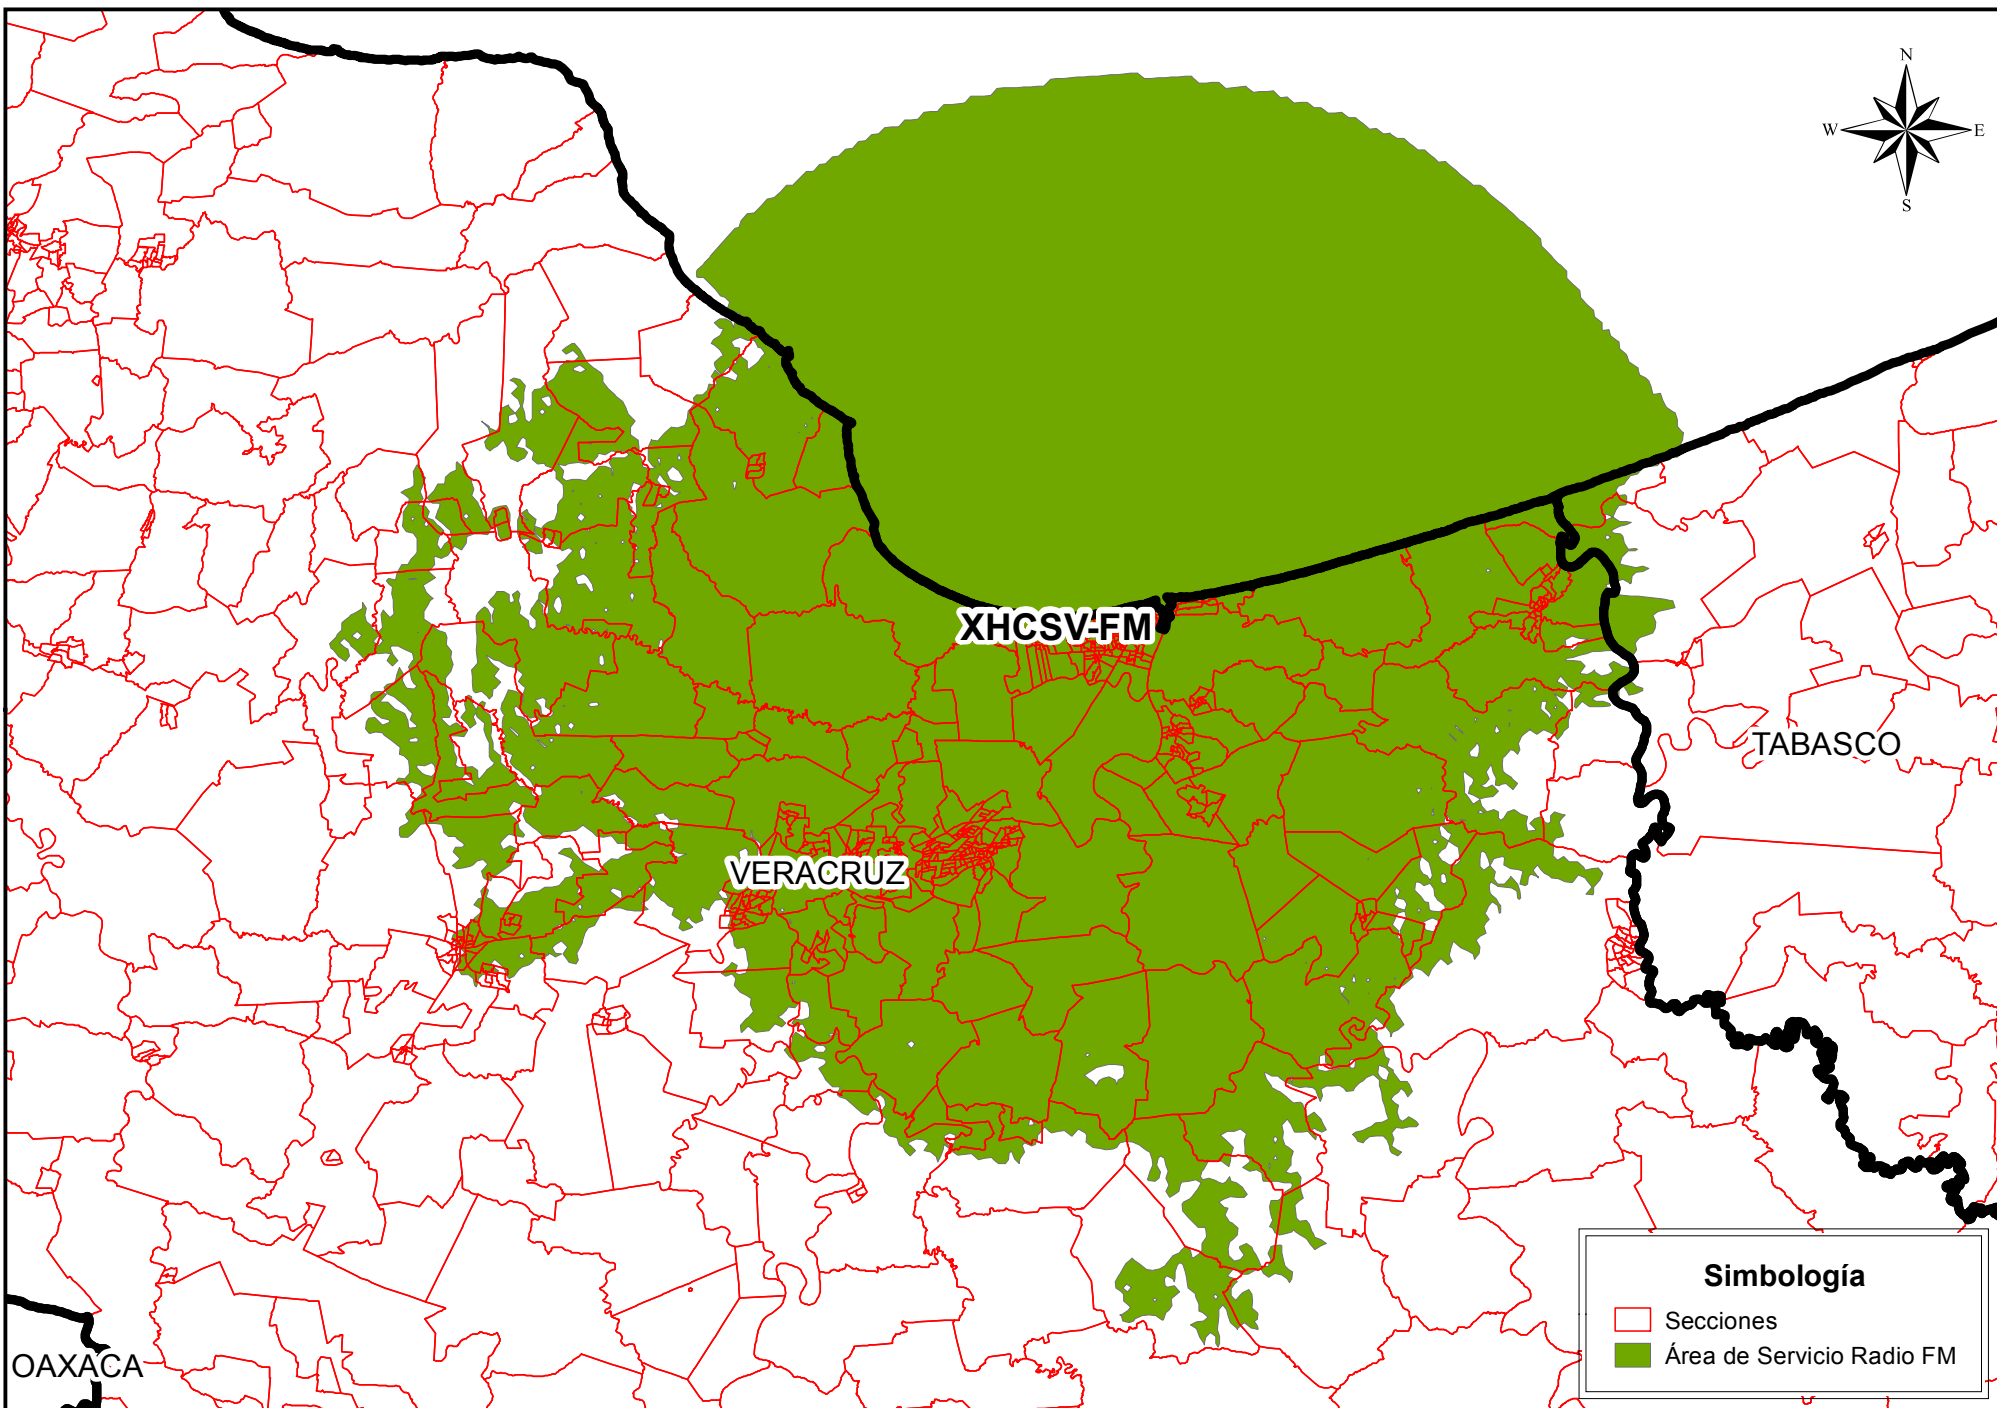 N
W E
S
XHCSV-FM
TABASCO
VERACRUZ
Simbología
Secciones
Área de Servicio Radio FM
OAXACA